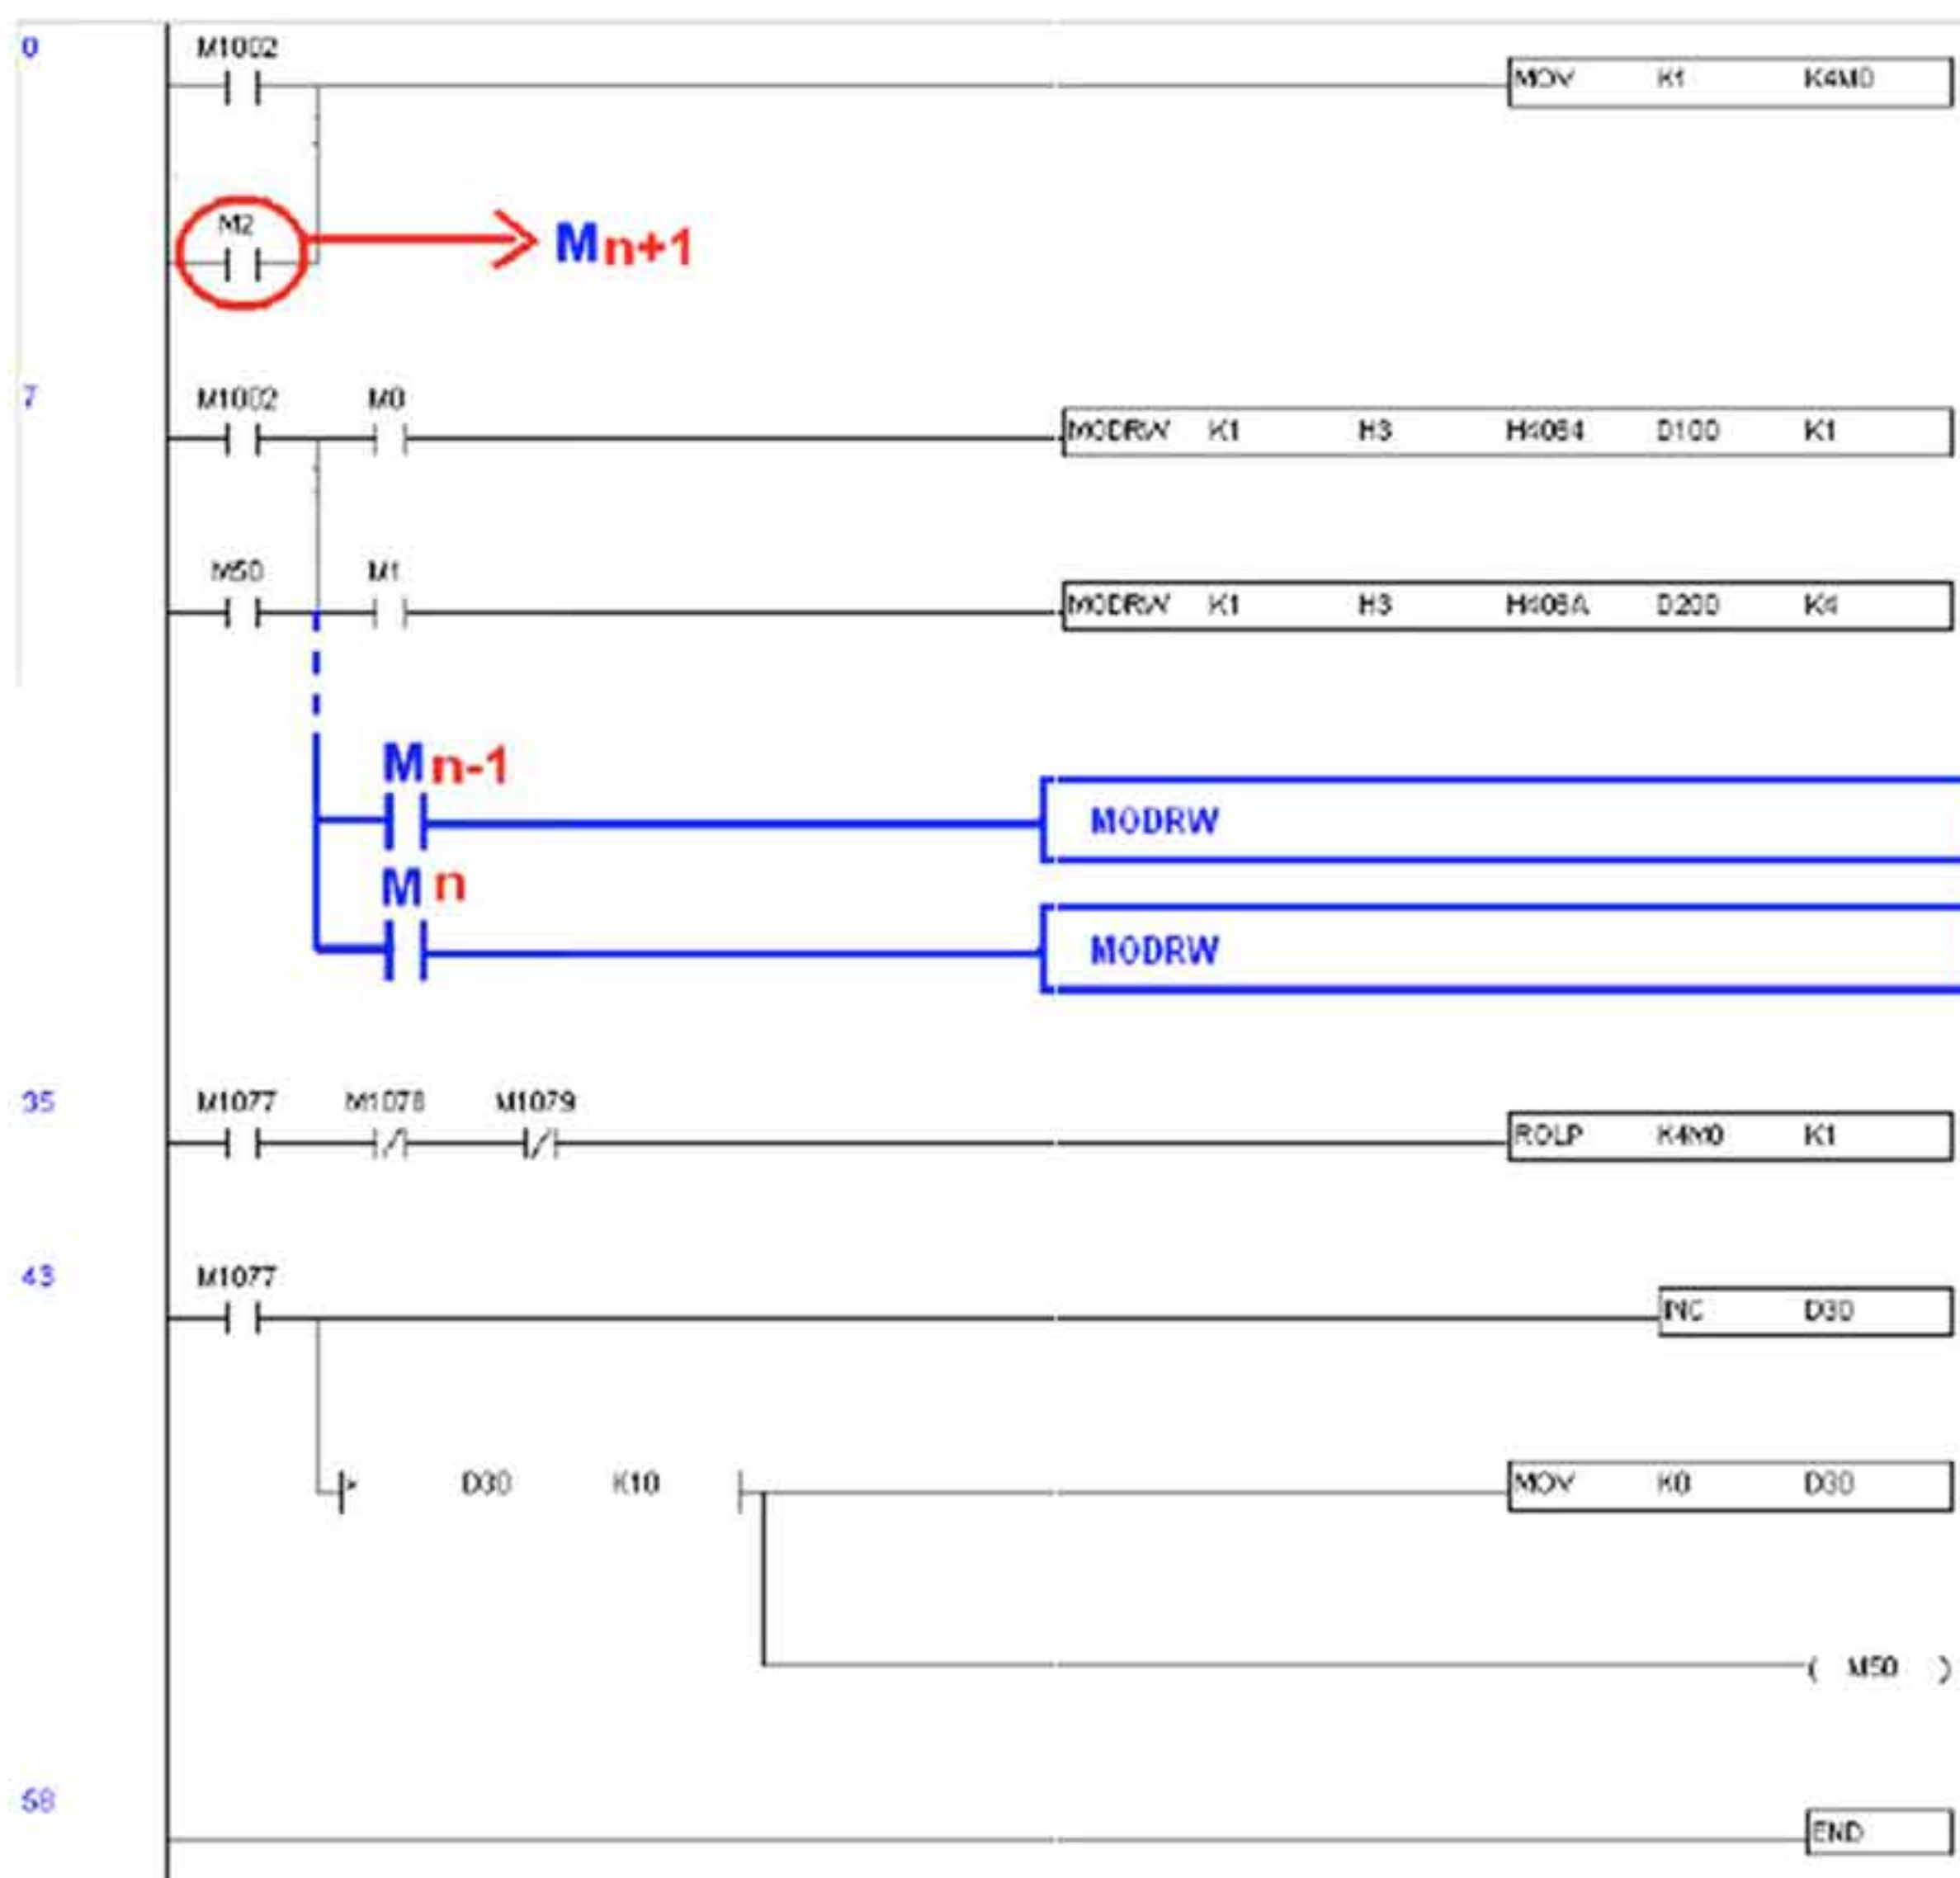 0
M1002
MOV K1 K4M0
M2
Mn+1
7
M1002 M0
MODRW K1 H3 H4064 D100 K1
M50 M1
MODRW K1 H3 D200 K4
Mn-1
MODRW
Mn
MODRW
35
M1077 M1078 M1079
ROLP K4M0 K1
43
M1077
INC D30
> D30 K10
MOV K0 D30
( M50 )
58
END